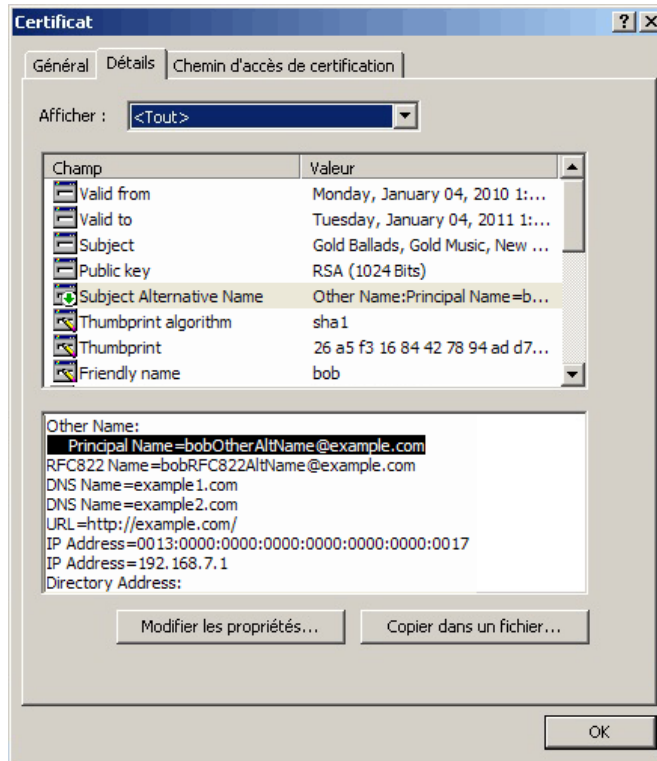 Certificat
Général Détails Chemin d'accès de certification
Afficher : <Tout>
Champ Valeur
Valid from Monday, January 04, 2010 1:...
Valid to Tuesday, January 04, 2011 1:...
Subject Gold Ballads, Gold Music, New ...
Public key RSA (1024 Bits)
Subject Alternative Name Other Name:Principal Name=b...
Thumbprint algorithm sha1
Thumbprint 26 a5 f3 16 84 42 78 94 ad d7...
Friendly name bob
Other Name:
Principal Name=bobOtherAltName@example.com
RFC822 Name=bobRFC822AltName@example.com
DNS Name=example1.com
DNS Name=example2.com
URL=http://example.com/
IP Address=0013:0000:0000:0000:0000:0000:0000:0017
IP Address=192.168.7.1
Directory Address:
Modifier les propriétés... Copier dans un fichier...
OK